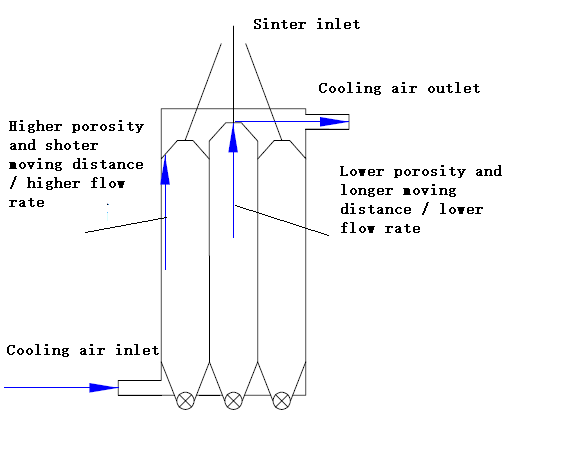 Sinter inlet
Cooling air outlet
Higher porosity
and shoter
moving distance
/ higher flow
rate
Lower porosity and
longer moving
distance / lower
flow rate
Cooling air inlet